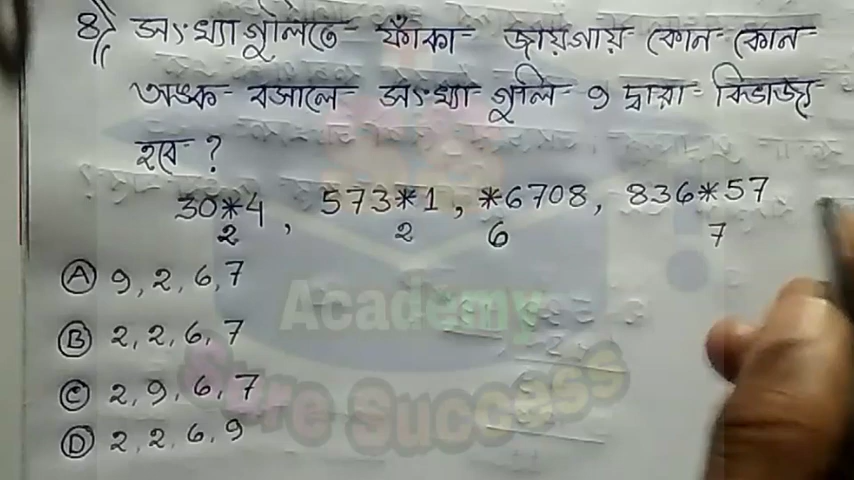 8) সংখ্যাগুলিতে ফাঁকা জায়গায় কোন কোন
অঙ্ক বসালে সংখ্যা গুলি 9 দ্বারা বিভাজ্য
হবে ?
30*4, 573*1, *6708, 836*57
2 2 6 7
Ⓐ 9, 2, 6, 7
Ⓑ 2, 2, 6, 7
Ⓒ 2, 9, 6, 7
Ⓓ 2, 2, 6, 9
Academy
Sure Success